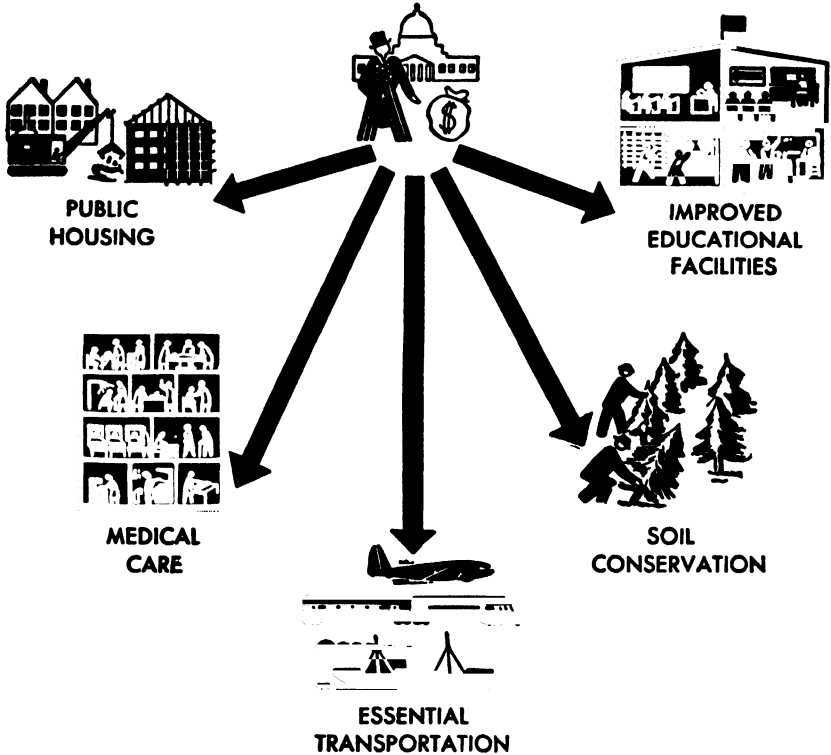 $
PUBLIC
HOUSING
IMPROVED
EDUCATIONAL
FACILITIES
MEDICAL
CARE
SOIL
CONSERVATION
ESSENTIAL
TRANSPORTATION